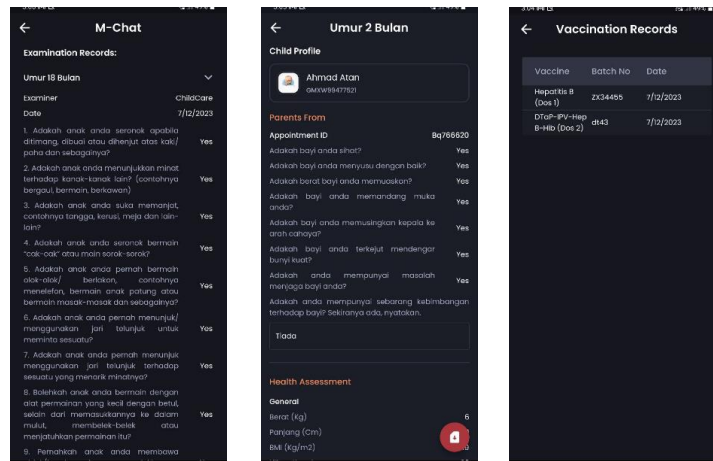 M-Chat
Examination Records:
Umur 18 Bulan
Examiner ChildCare
Date 7/12/2023
1. Adakah anak anda seronok apabila
ditimang, dibuai atau dihenjut atas kaki/ Yes
paha dan sebagainya?
2. Adakah anak anda menunjukkan minat
terhadap kanak-kanak lain? (contohnya Yes
bergaul, bermain, berkawan)
3. Adakah anak anda suka memanjat,
contohnya tangga, kerusi, meja dan lain- Yes
lain?
4. Adakah anak anda seronok bermain Yes
"cak-cak" atau main sorok-sorok?
5. Adakah anak anda pernah bermain
olok-olok/ berlakon, contohnya Yes
menelefon, bermain anak patung atau
bermain masak-masak dan sebagainya?
6. Adakah anak anda pernah menunjuk/
menggunakan jari telunjuk untuk Yes
meminta sesuatu?
7. Adakah anak anda pernah menunjuk
menggunakan jari telunjuk terhadap Yes
sesuatu yang menarik minatnya?
8. Bolehkah anak anda bermain dengan
alat permainan yang kecil dengan betul,
selain dari memasukkannya ke dalam Yes
mulut, membelek-belek atau
menjatuhkan permainan itu?
9. Pernahkah anak anda membawa
Umur 2 Bulan
Child Profile
Ahmad Atan
GMXW99477521
Parents From
Appointment ID Bq766620
Adakah bayi anda sihat? Yes
Adakah bayi anda menyusu dengan baik? Yes
Adakah berat bayi anda memuaskan? Yes
Adakah bayi anda memandang muka Yes
anda?
Adakah bayi anda memusingkan kepala ke Yes
arah cahaya?
Adakah bayi anda terkejut mendengar Yes
bunyi kuat?
Adakah anda mempunyai masalah Yes
menjaga bayi anda?
Adakah anda mempunyai sebarang kebimbangan
terhadap bayi? Sekiranya ada, nyatakan.
Tiada
Health Assessment
General
Berat (Kg) 6
Panjang (Cm)
BMI (Kg/m2)
Vaccination Records
Vaccine Batch No Date
Hepatitis B
(Dos 1) ZX34455 7/12/2023
DTaP-IPV-Hep
B-Hib (Dos 2) dt43 7/12/2023